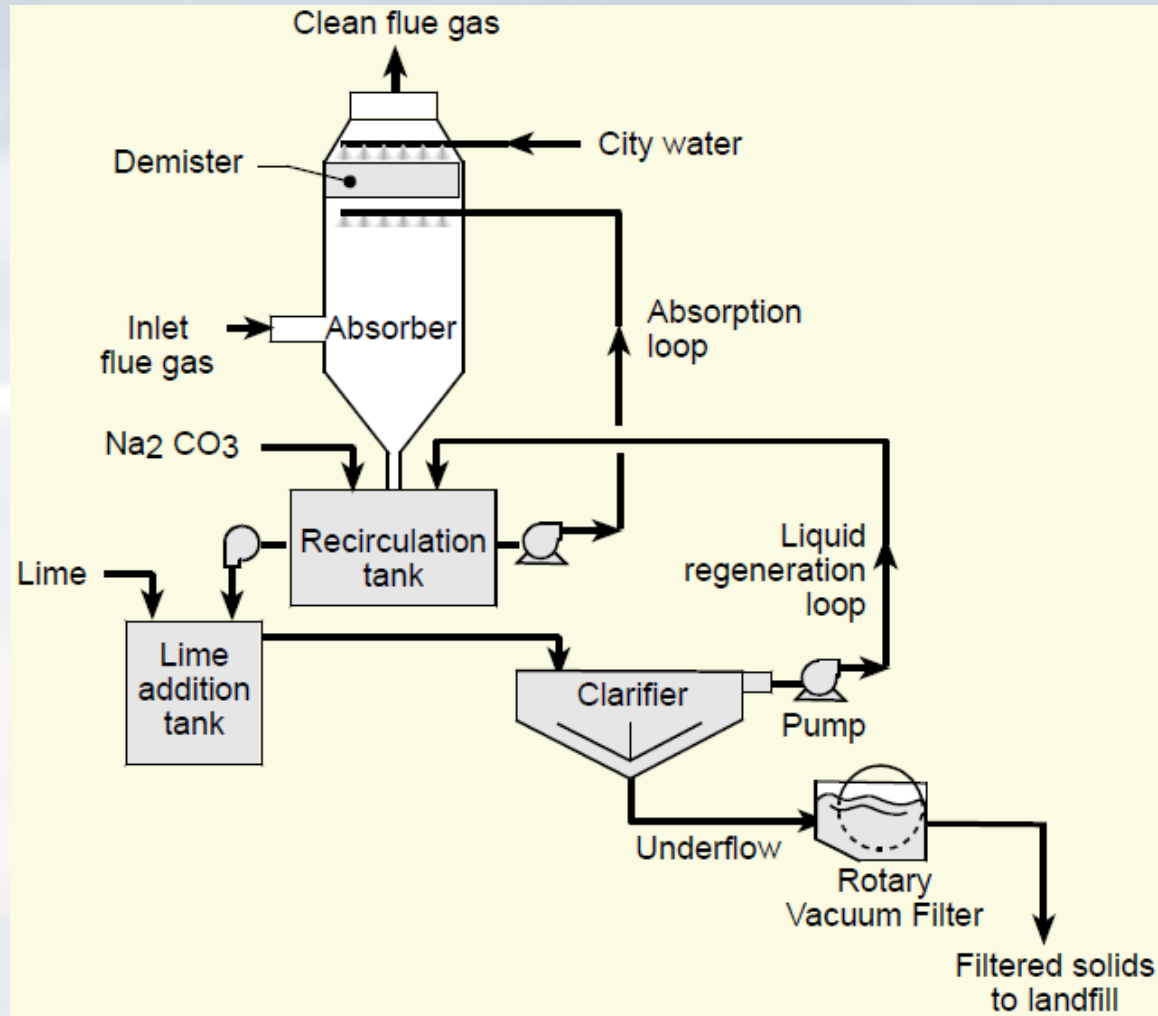 Clean flue gas
City water
Demister
Absorption
loop
Inlet
flue gas
Absorber
Na2 CO3
Recirculation
tank
Liquid
regeneration
loop
Lime
Lime
addition
tank
Clarifier
Pump
Underflow
Rotary
Vacuum Filter
Filtered solids
to landfill